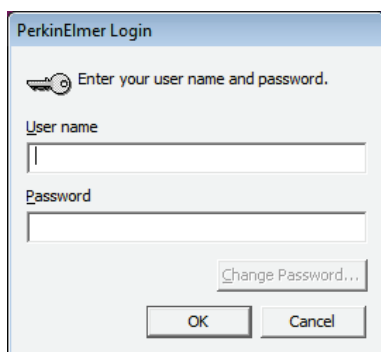 PerkinElmer Login
Enter your user name and password.
User name
Password
Change Password...
OK
Cancel